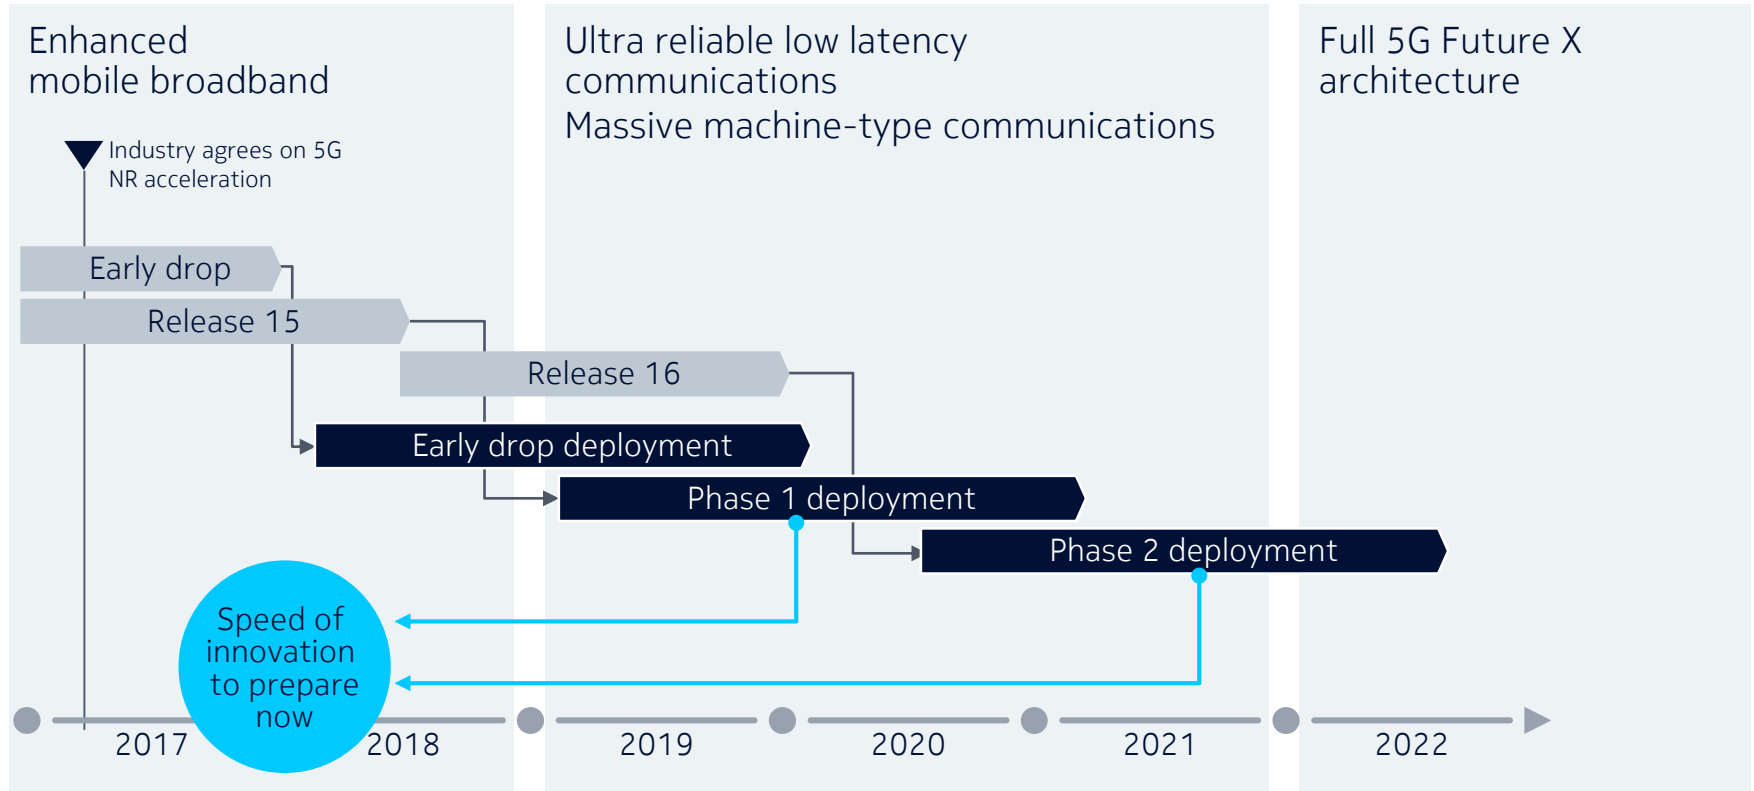 Enhanced
mobile broadband
Ultra reliable low latency
communications
Massive machine-type communications
Full 5G Future X
architecture
Industry agrees on 5G
NR acceleration
Early drop
Release 15
Release 16
Early drop deployment
Phase 1 deployment
Phase 2 deployment
Speed of
innovation
to prepare
now
2017
2018
2019
2020
2021
2022